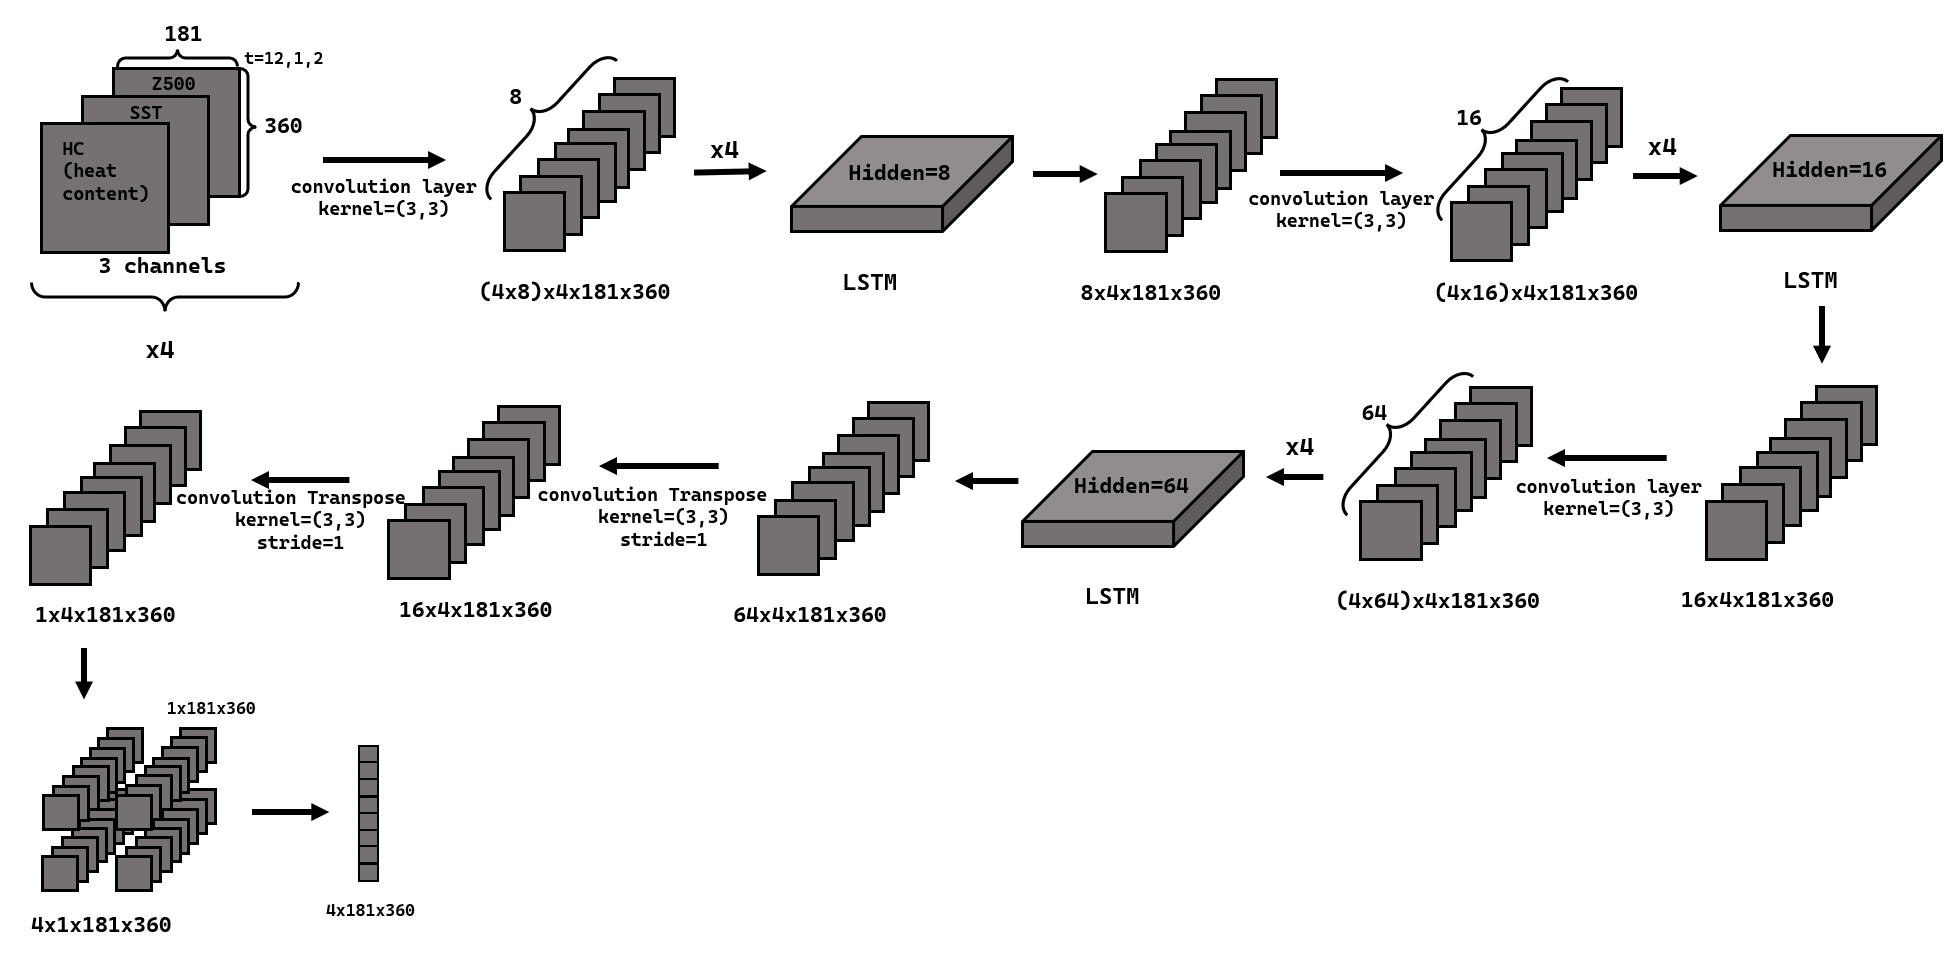 181
t=12,1,2
Z500
SST
360
HC
(heat
content)
3 channels
x4
convolution layer
kernel=(3,3)
8
(4x8)x4x181x360
x4
Hidden=8
LSTM
8x4x181x360
convolution layer
kernel=(3,3)
16
(4x16)x4x181x360
x4
Hidden=16
LSTM
16x4x181x360
convolution layer
kernel=(3,3)
64
(4x64)x4x181x360
x4
Hidden=64
LSTM
64x4x181x360
convolution Transpose
kernel=(3,3)
stride=1
16x4x181x360
convolution Transpose
kernel=(3,3)
stride=1
1x4x181x360
1x181x360
4x1x181x360
4x181x360